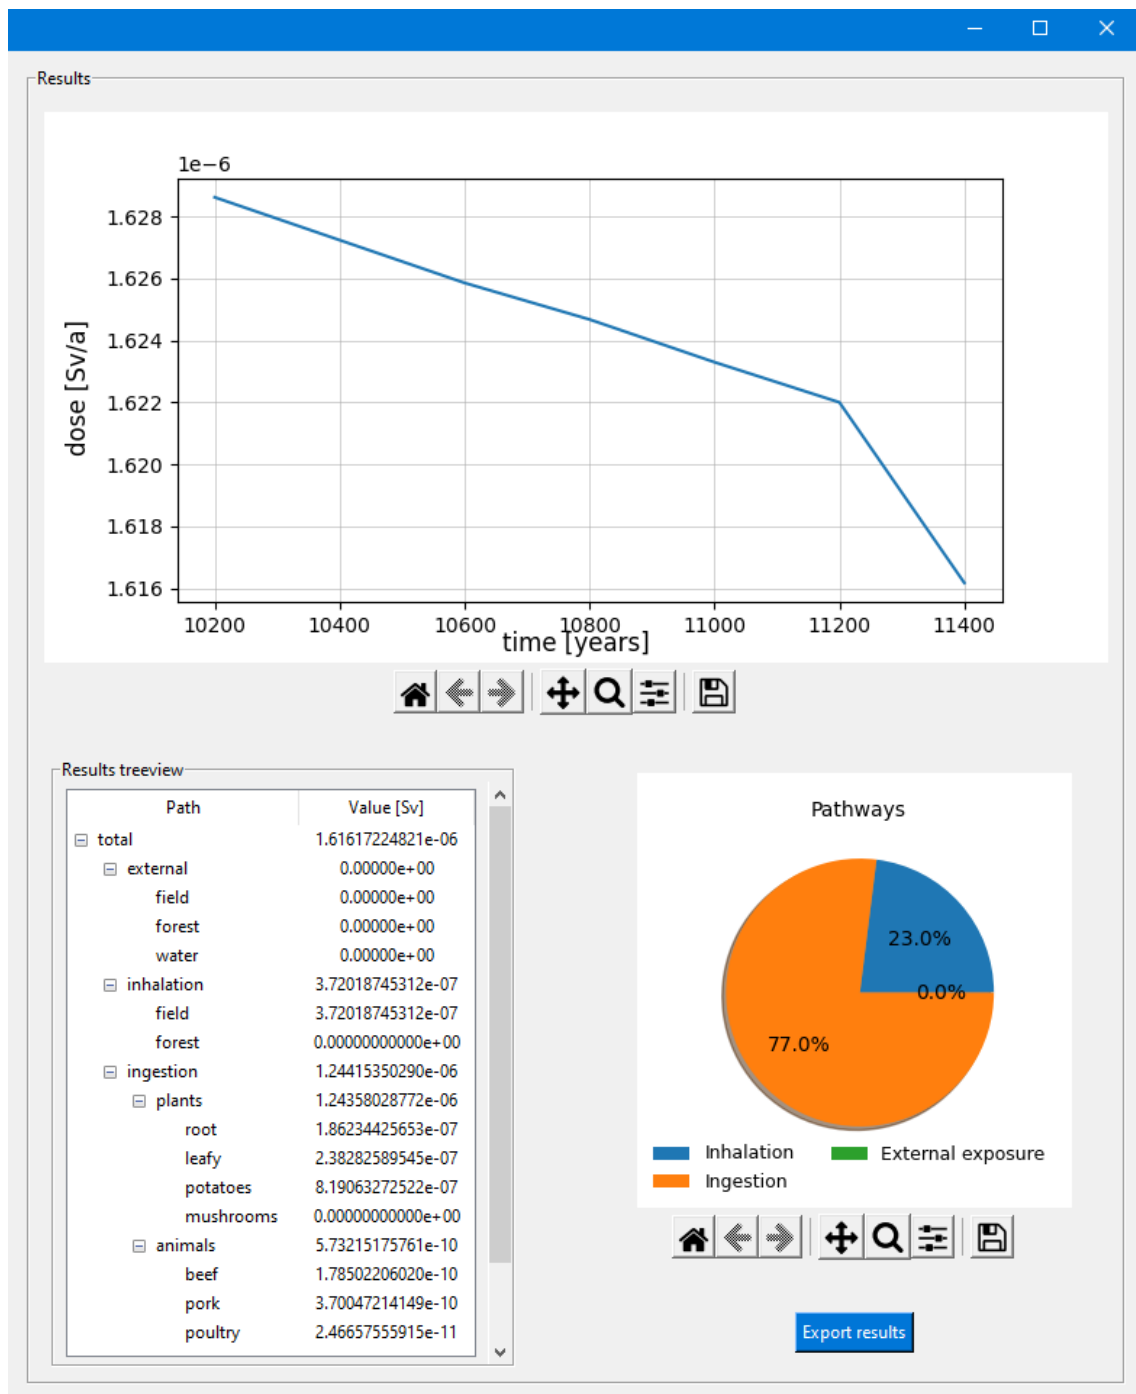 Results
1e−6
1.628
1.626
1.624
1.622
1.620
1.618
1.616
dose [Sv/a]
10200 10400 10600 10800 11000 11200 11400
time [years]
Results treeview
Path Value [Sv]
total 1.61617224821e-06
external 0.00000e+00
field 0.00000e+00
forest 0.00000e+00
water 0.00000e+00
inhalation 3.72018745312e-07
field 3.72018745312e-07
forest 0.00000000000e+00
ingestion 1.24415350290e-06
plants 1.24358028772e-06
root 1.86234425653e-07
leafy 2.38282589545e-07
potatoes 8.19063272522e-07
mushrooms 0.00000000000e+00
animals 5.73215175761e-10
beef 1.78502206020e-10
pork 3.70047214149e-10
poultry 2.46657555915e-11
Pathways
23.0%
0.0%
77.0%
Inhalation External exposure
Ingestion
Export results